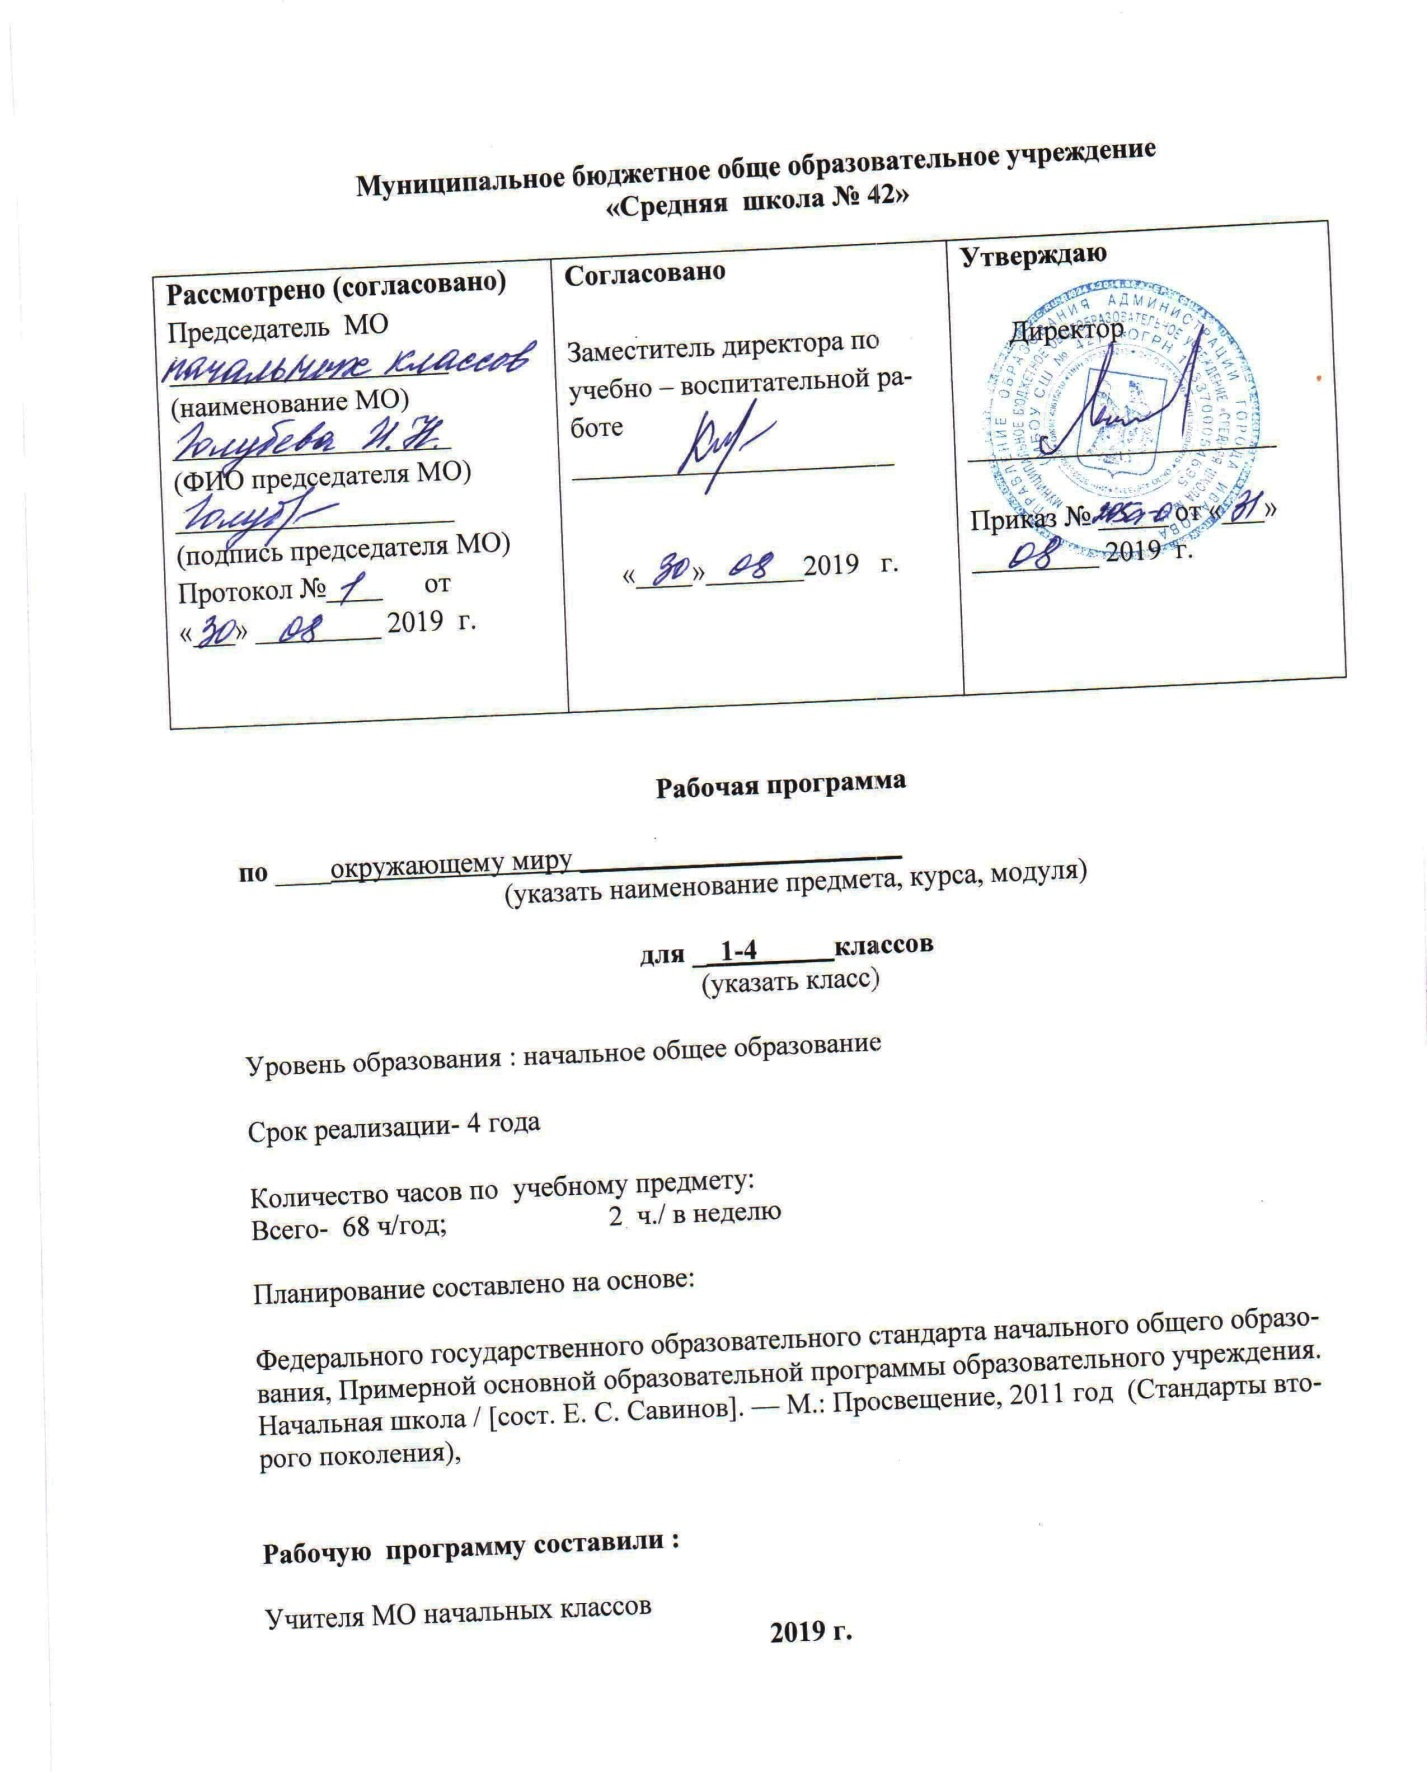 Муниципальное бюджетное обще образовательное учреждение
«Средняя школа № 42»
Рассмотрено (согласовано)
Председатель МО
начальных классов
(наименование МО)
Голубева И.Н.
(ФИО председателя МО)
(подпись председателя МО)
Протокол № 1 от
«30» 08 2019 г.
Согласовано
Заместитель директора по
учебно – воспитательной ра-
боте
«30» 08 2019 г.
Утверждаю
Директор
Приказ № от «31»
08 2019 г.
Рабочая программа
по окружающему миру
(указать наименование предмета, курса, модуля)
для 1-4 классов
(указать класс)
Уровень образования : начальное общее образование
Срок реализации- 4 года
Количество часов по учебному предмету:
Всего- 68 ч/год; 2 ч./ в неделю
Планирование составлено на основе:
Федерального государственного образовательного стандарта начального общего образо-
вания, Примерной основной образовательной программы образовательного учреждения.
Начальная школа / [сост. Е. С. Савинов]. — М.: Просвещение, 2011 год (Стандарты вто-
рого поколения),
Рабочую программу составили :
Учителя МО начальных классов
2019 г.